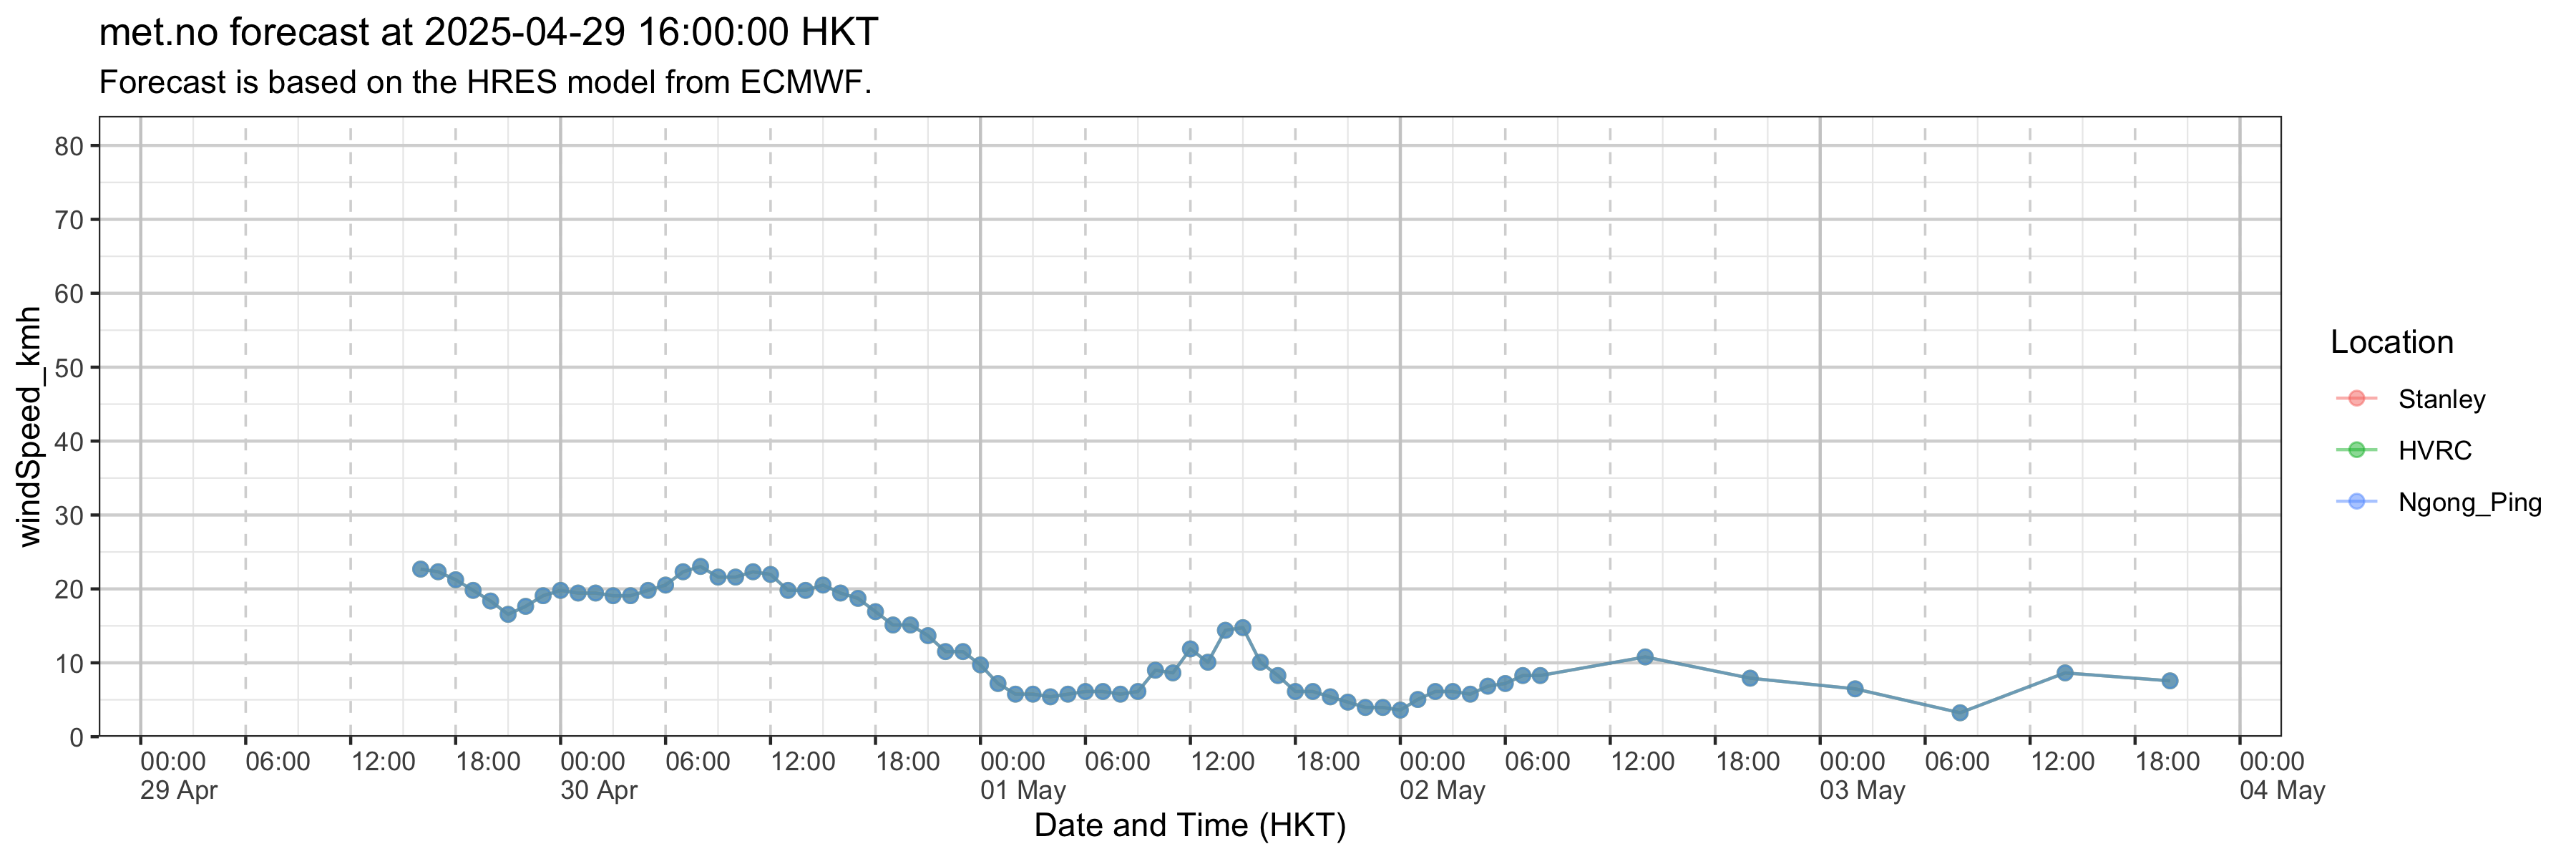 met.no forecast at 2025-04-29 16:00:00 HKT
Forecast is based on the HRES model from ECMWF.
windSpeed_kmh
80
70
60
50
40
30
20
10
0
00:00 06:00 12:00 18:00 00:00 06:00 12:00 18:00 00:00 06:00 12:00 18:00 00:00 06:00 12:00 18:00 00:00 06:00 12:00 18:00 00:00
29 Apr 30 Apr 01 May 02 May 03 May 04 May
Date and Time (HKT)
Location
Stanley
HVRC
Ngong_Ping